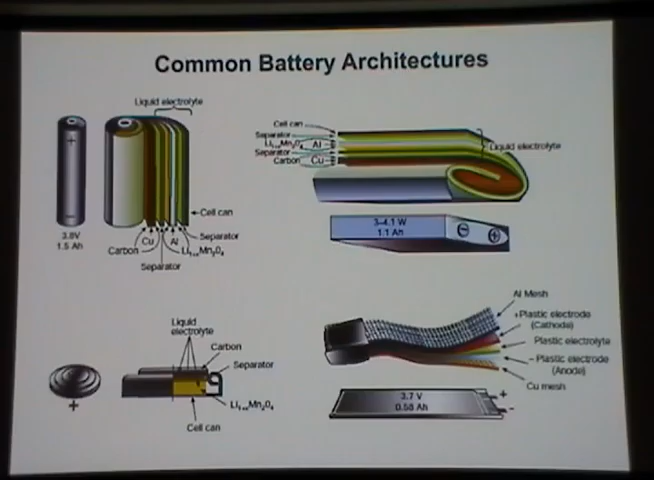 Common Battery Architectures
Liquid electrolyte
+
−
3.8V
1.5 Ah
Cell can
Cu
Al
Separator
Carbon
Li1+xMn2O4
Separator
Cell can
Separator
Li1+xMn2O4 Al
Separator
Carbon Cu
Liquid electrolyte
3–4.1 W
1.1 Ah
− +
Liquid
electrolyte
Carbon
Separator
Li1+xMn2O4
Cell can
+
Al Mesh
+Plastic electrode
(Cathode)
Plastic electrolyte
− Plastic electrode
(Anode)
Cu mesh
3.7 V
0.58 Ah
+
−